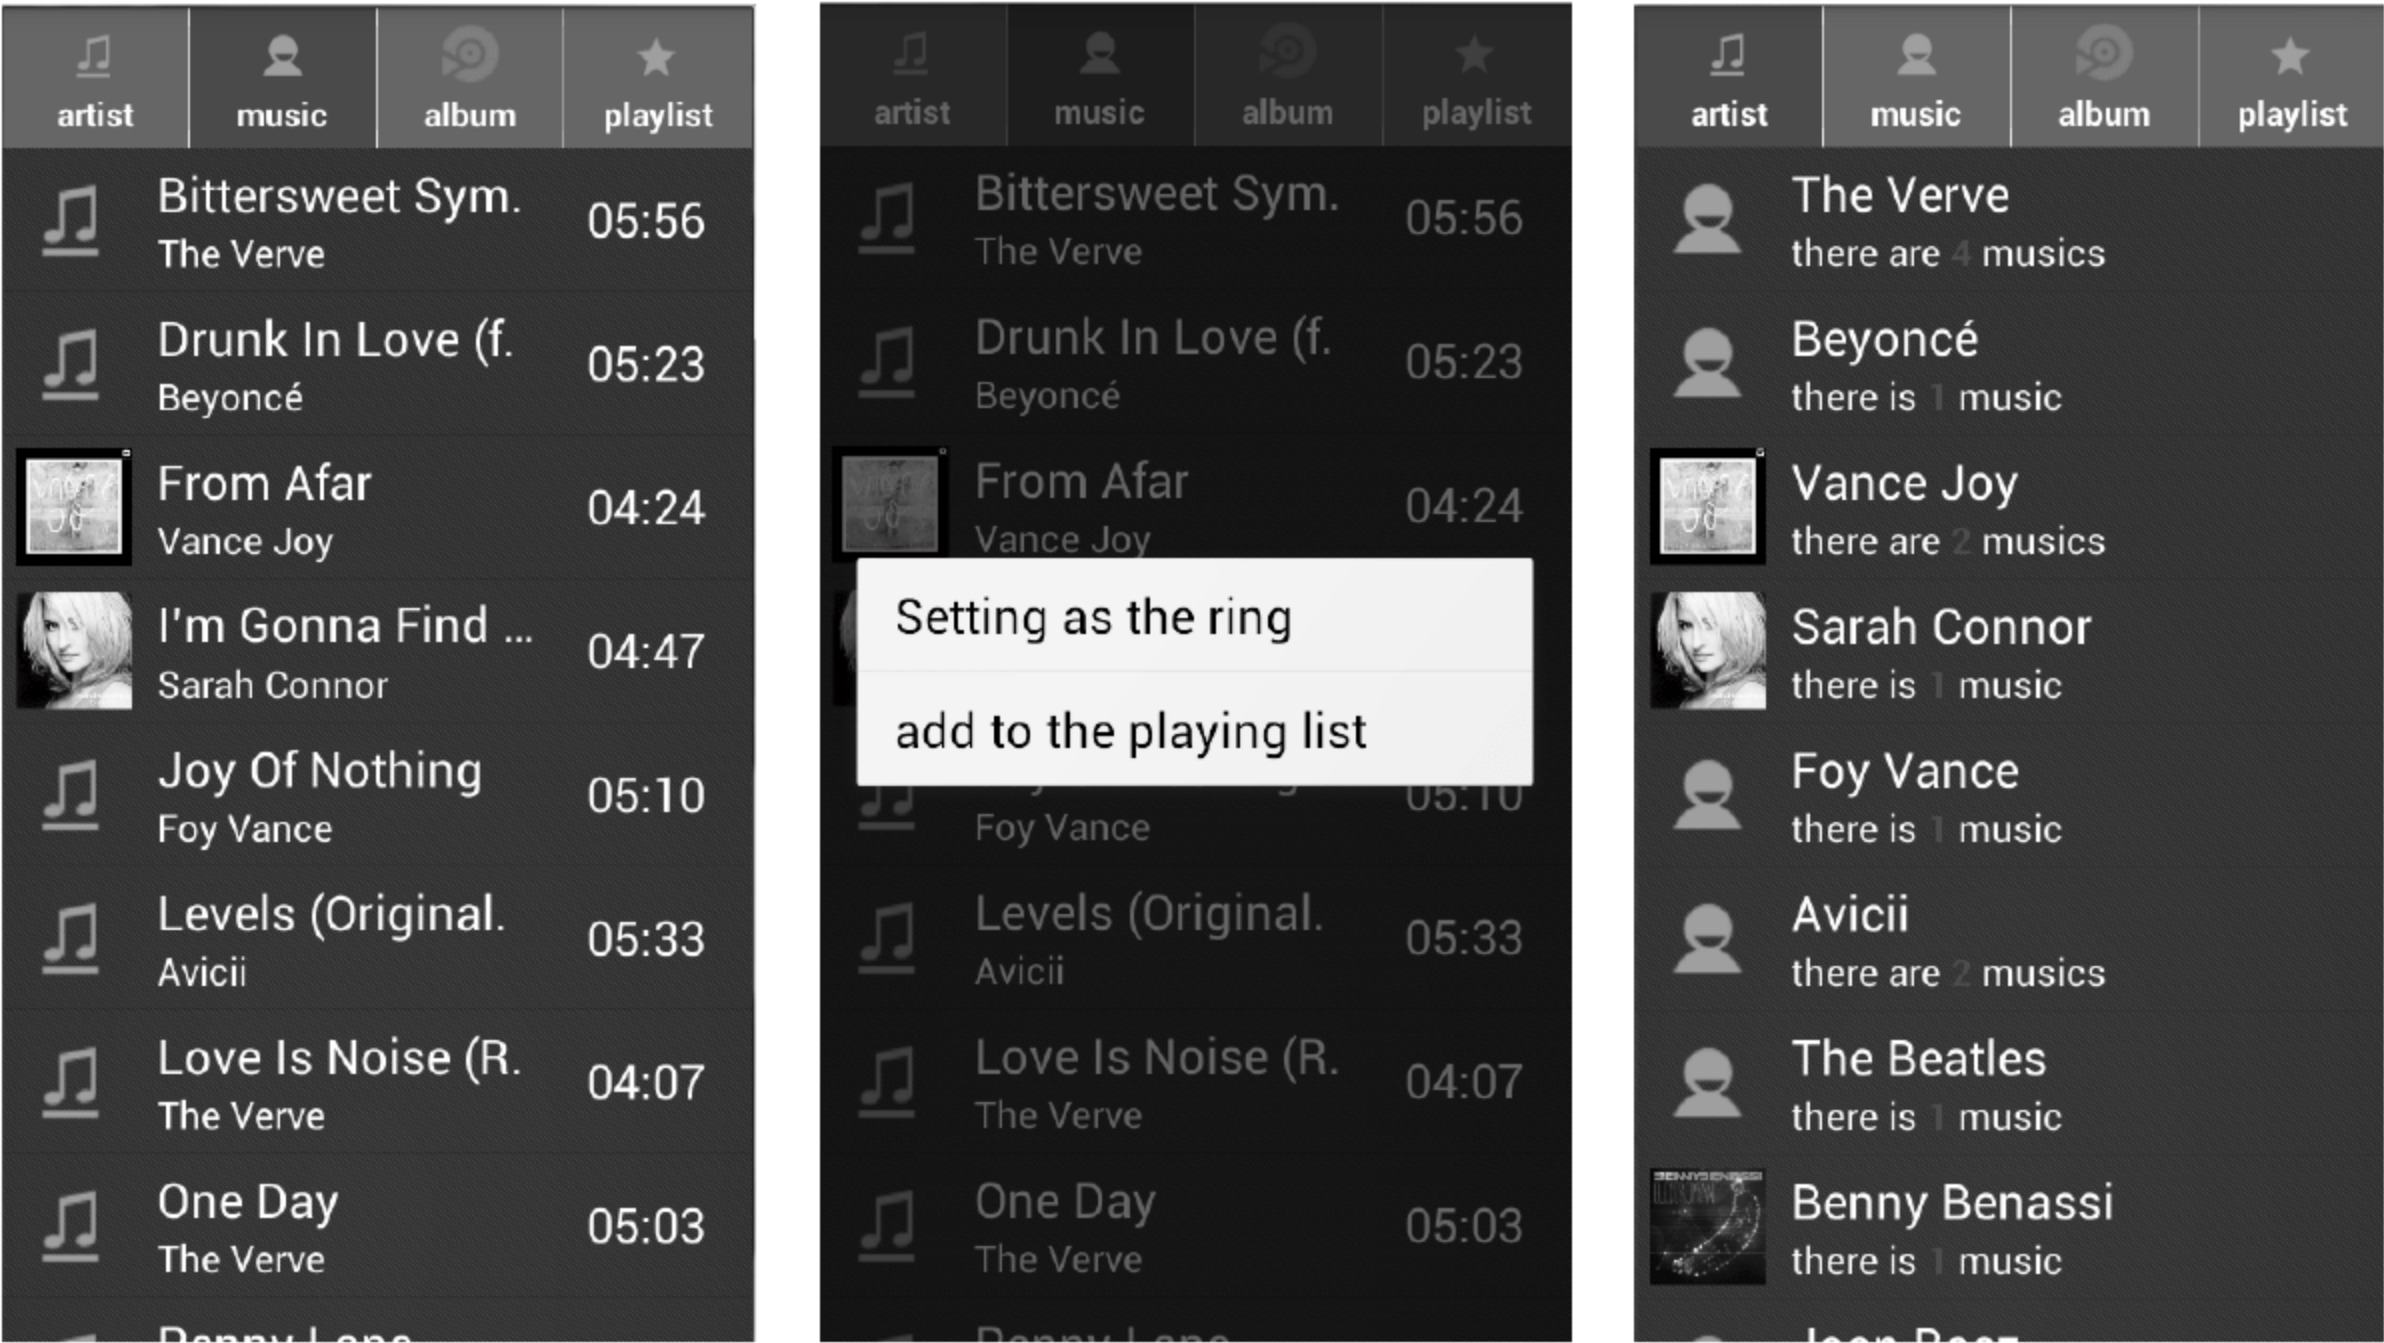 artist music album playlist
Bittersweet Sym. 05:56
The Verve
Drunk In Love (f. 05:23
Beyoncé
From Afar 04:24
Vance Joy
I'm Gonna Find ... 04:47
Sarah Connor
Joy Of Nothing 05:10
Foy Vance
Levels (Original. 05:33
Avicii
Love Is Noise (R. 04:07
The Verve
One Day 05:03
The Verve
artist music album playlist
Bittersweet Sym. 05:56
The Verve
Drunk In Love (f. 05:23
Beyoncé
From Afar 04:24
Vance Joy
Setting as the ring
add to the playing list
05:10
Foy Vance
Levels (Original. 05:33
Avicii
Love Is Noise (R. 04:07
The Verve
One Day 05:03
The Verve
artist music album playlist
The Verve
there are 4 musics
Beyoncé
there is 1 music
Vance Joy
there are 2 musics
Sarah Connor
there is 1 music
Foy Vance
there is 1 music
Avicii
there are 2 musics
The Beatles
there is 1 music
Benny Benassi
there is 1 music